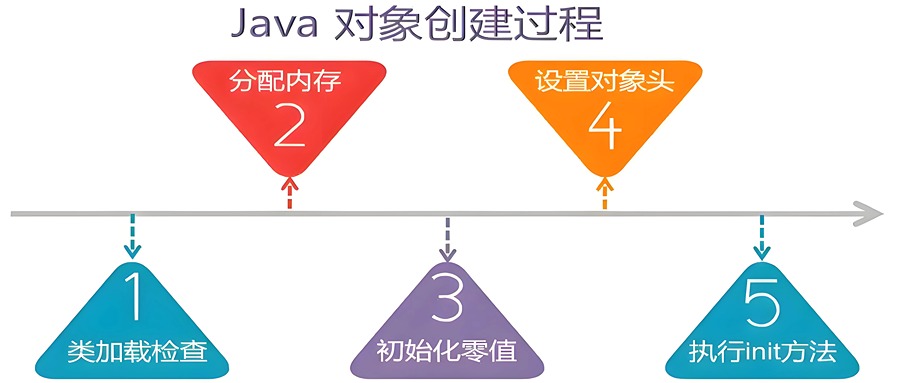 Java 对象创建过程
1
类加载检查
分配内存
2
3
初始化零值
设置对象头
4
5
执行init方法